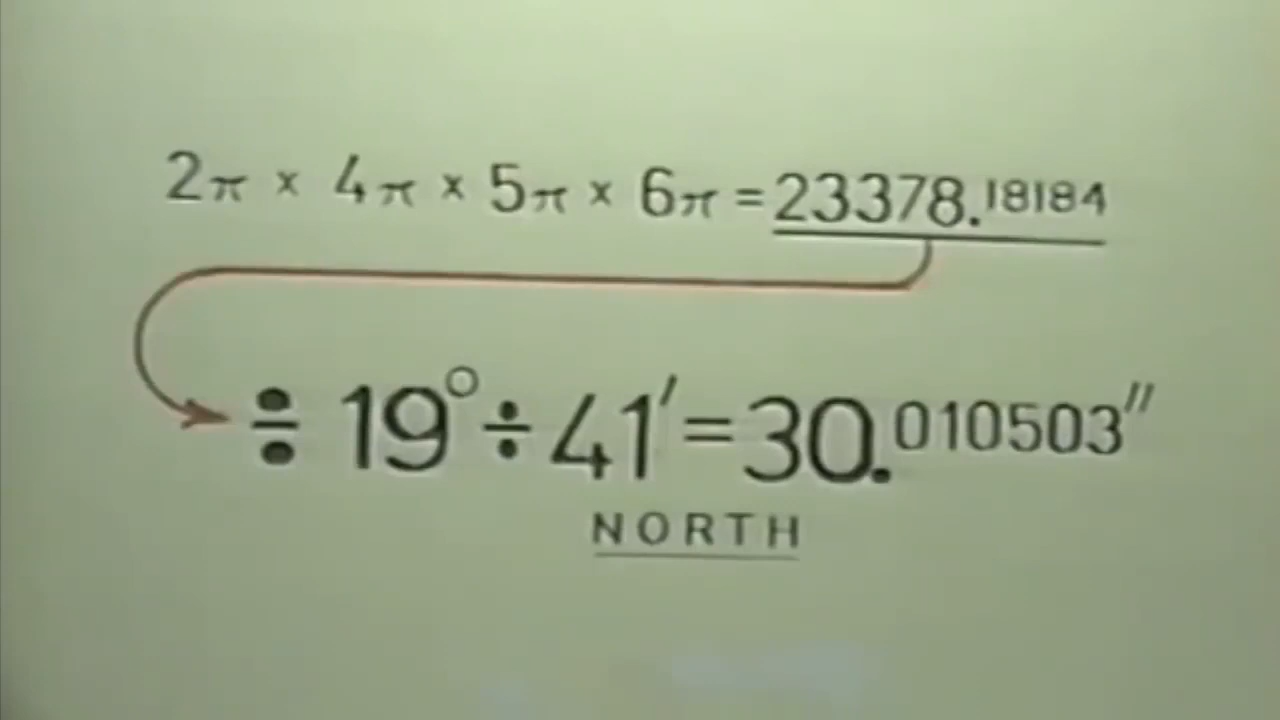 2π × 4π × 5π × 6π = 23378.18184
÷ 19° ÷ 41′ = 30.010503″
NORTH